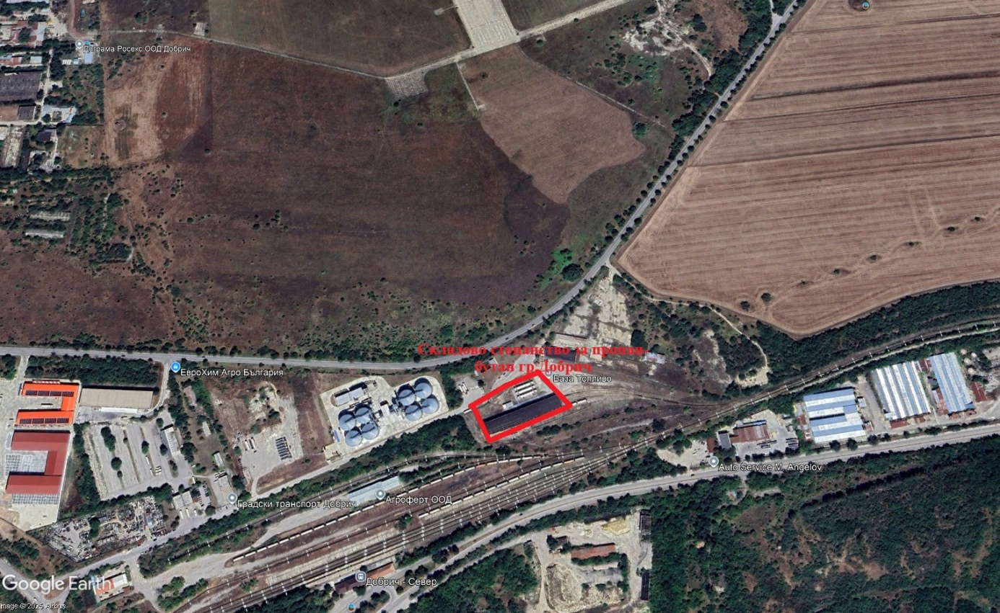 Диграма Росекс ООД Добрич
Складово стопанство за пропан-
бутан гр.Добрич
ЕвроХим Агро България
База Топливо
Auto Service M. Angelov
Градски транспорт Добрич
Агроферт ООД
Добрич - Север
Google Earth
Image © 2025 Airbus